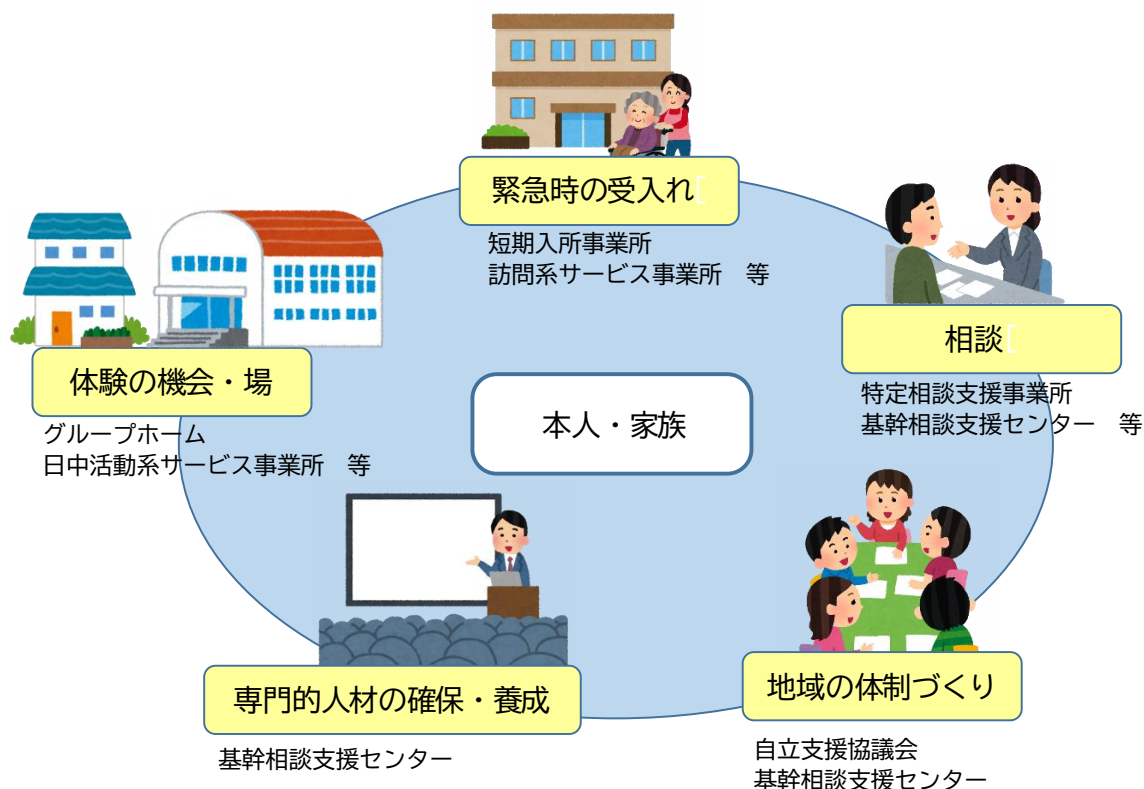 緊急時の受入れ[
短期入所事業所
訪問系サービス事業所　等
相談[
特定相談支援事業所
基幹相談支援センター　等
体験の機会・場
グループホーム
日中活動系サービス事業所　等
本人・家族
専門的人材の確保・養成
基幹相談支援センター
地域の体制づくり
自立支援協議会
基幹相談支援センター